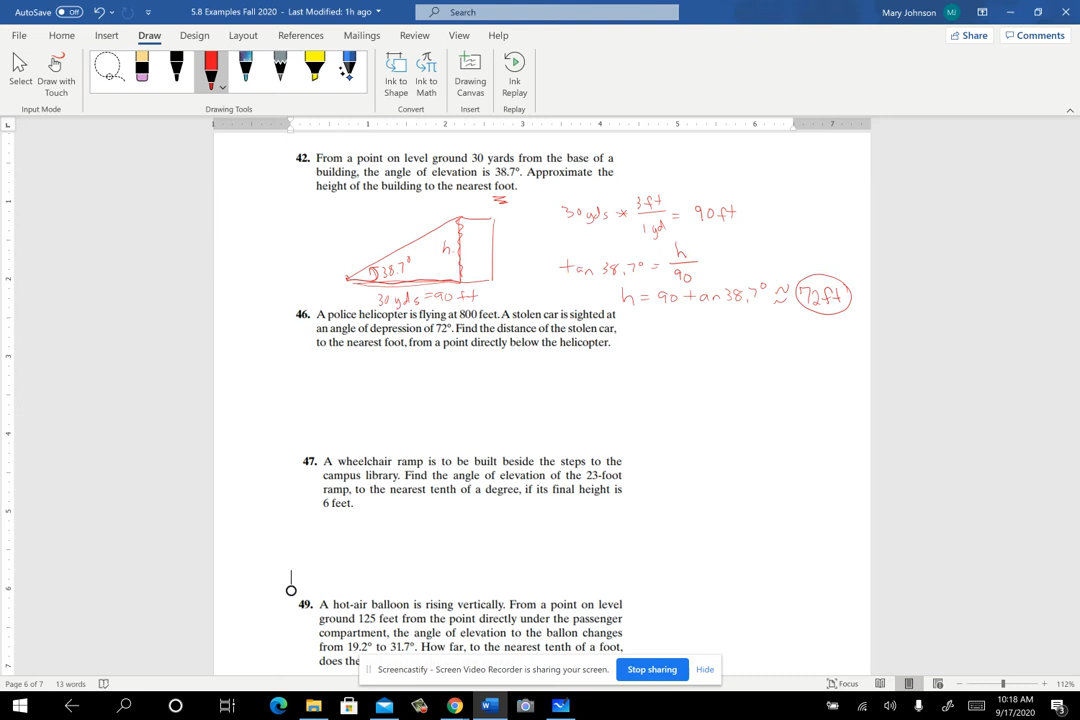 AutoSave Off 5.8 Examples Fall 2020 - Last Modified: 1h ago Search Mary Johnson MJ
File Home Insert Draw Design Layout References Mailings Review View Help Share Comments
Select Draw with Touch Ink to Shape Ink to Math Drawing Canvas Ink Replay
Input Mode Drawing Tools Convert Insert Replay
1 1 2 3 4 5 6 7
42. From a point on level ground 30 yards from the base of a
building, the angle of elevation is 38.7°. Approximate the
height of the building to the nearest foot.
30 yds * 3ft / 1 yd = 90 ft
h
38.7°
30 yds = 90 ft
tan 38.7° = h / 90
h = 90 tan 38.7° ≈ 72 ft
46. A police helicopter is flying at 800 feet. A stolen car is sighted at
an angle of depression of 72°. Find the distance of the stolen car,
to the nearest foot, from a point directly below the helicopter.
47. A wheelchair ramp is to be built beside the steps to the
campus library. Find the angle of elevation of the 23-foot
ramp, to the nearest tenth of a degree, if its final height is
6 feet.
49. A hot-air balloon is rising vertically. From a point on level
ground 125 feet from the point directly under the passenger
compartment, the angle of elevation to the ballon changes
from 19.2° to 31.7°. How far, to the nearest tenth of a foot,
does the
Screencastify - Screen Video Recorder is sharing your screen. Stop sharing Hide
Page 6 of 7 13 words Focus 112%
10:18 AM
9/17/2020
3